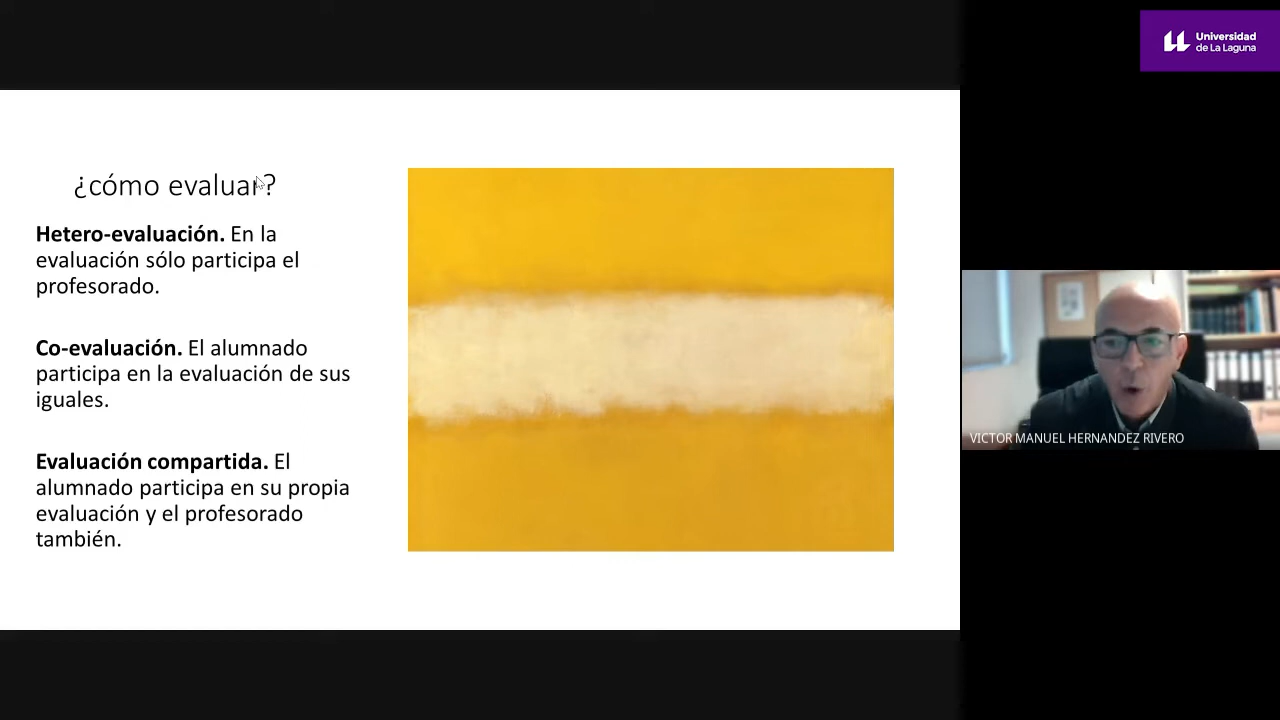 Universidad
de La Laguna
¿cómo evaluar?
Hetero-evaluación. En la
evaluación sólo participa el
profesorado.
Co-evaluación. El alumnado
participa en la evaluación de sus
iguales.
Evaluación compartida. El
alumnado participa en su propia
evaluación y el profesorado
también.
VICTOR MANUEL HERNANDEZ RIVERO